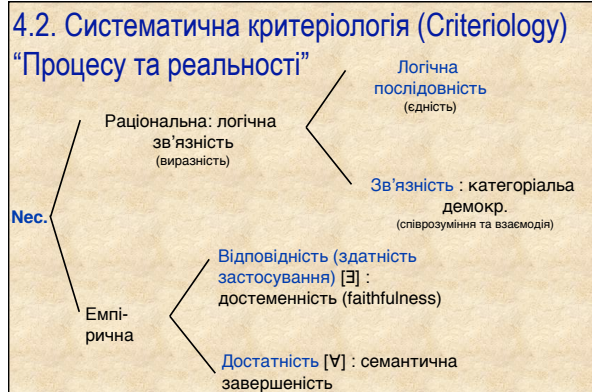 4.2. Систематична критеріологія (Criteriology)
“Процесу та реальності”
Логічна
послідовність
(єдність)
Раціональна: логічна
зв’язність
(виразність)
Зв’язність : категоріальа
демокр.
(співрозуміння та взаємодія)
Nec.
Відповідність (здатність
застосування) [∃] :
достеменність (faithfulness)
Емпі-
рична
Достатність [∀] : семантична
завершеність